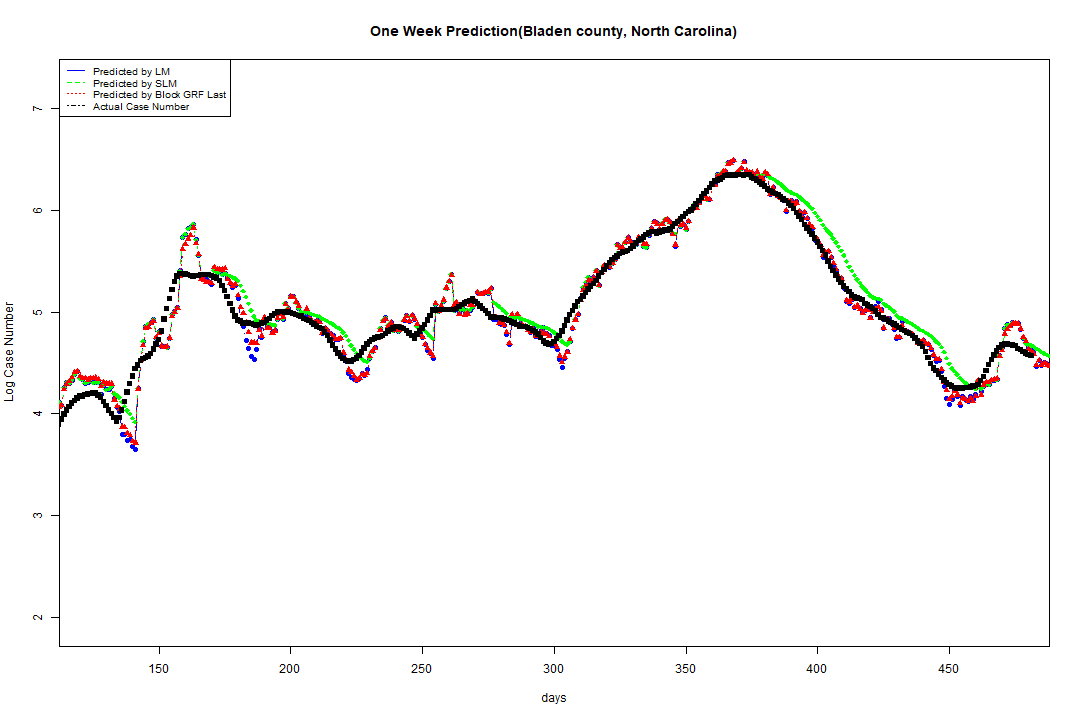 One Week Prediction(Bladen county, North Carolina)
Predicted by LM
Predicted by SLM
Predicted by Block GRF Last
Actual Case Number
Log Case Number
7
6
5
4
3
2
150 200 250 300 350 400 450
days